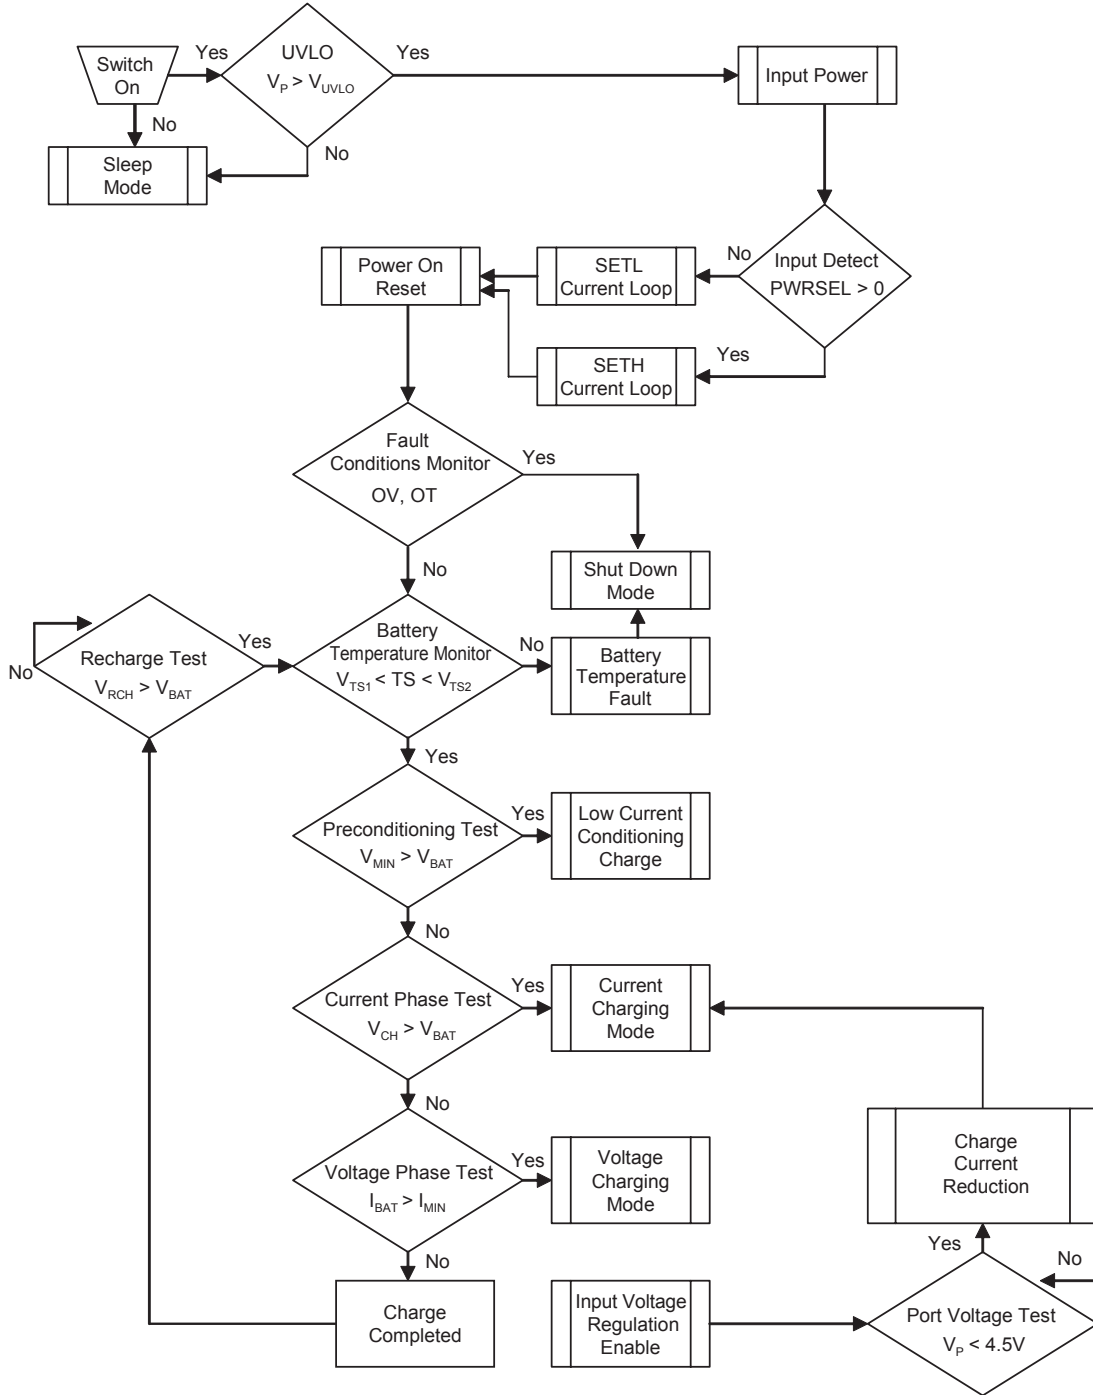 Switch
On
Yes
UVLO
V_P > V_UVLO
Yes
Input Power
No
Sleep
Mode
No
Power On
Reset
SETL
Current Loop
No
Input Detect
PWRSEL > 0
SETH
Current Loop
Yes
Fault
Conditions Monitor
OV, OT
Yes
No
Shut Down
Mode
Recharge Test
V_RCH > V_BAT
No
Yes
Battery
Temperature Monitor
V_TS1 < TS < V_TS2
No
Battery
Temperature
Fault
Yes
Preconditioning Test
V_MIN > V_BAT
Yes
Low Current
Conditioning
Charge
No
Current Phase Test
V_CH > V_BAT
Yes
Current
Charging
Mode
No
Voltage Phase Test
I_BAT > I_MIN
Yes
Voltage
Charging
Mode
Charge
Current
Reduction
No
Yes
No
Charge
Completed
Input Voltage
Regulation
Enable
Port Voltage Test
V_P < 4.5V